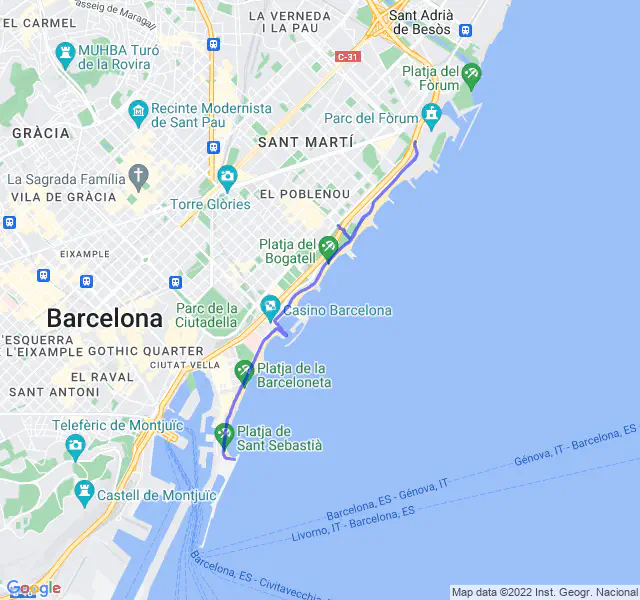 Passeig de Maragall
EL CARMEL
LA VERNEDA
I LA PAU
Sant Adrià
de Besòs
MUHBA Turó
de la Rovira
C-31
Platja del
Fòrum
Recinte Modernista
de Sant Pau
Parc del Fòrum
GRÀCIA
SANT MARTÍ
La Sagrada Família
VILA DE GRÀCIA
Torre Glòries
EL POBLENOU
EIXAMPLE
Platja del
Bogatell
Parc de la
Ciutadella
Casino Barcelona
Barcelona
L'ESQUERRA
DE L'EIXAMPLE
GOTHIC QUARTER
CIUTAT VELLA
EL RAVAL
SANT ANTONI
Platja de la
Barceloneta
Telefèric de Montjuïc
Platja de
Sant Sebastià
Castell de Montjuïc
Génova, IT - Barcelona, ES
Barcelona, ES - Génova, IT
Livorno, IT - Barcelona, ES
Barcelona, ES - Civitavecchia
Google
Map data ©2022 Inst. Geogr. Nacional